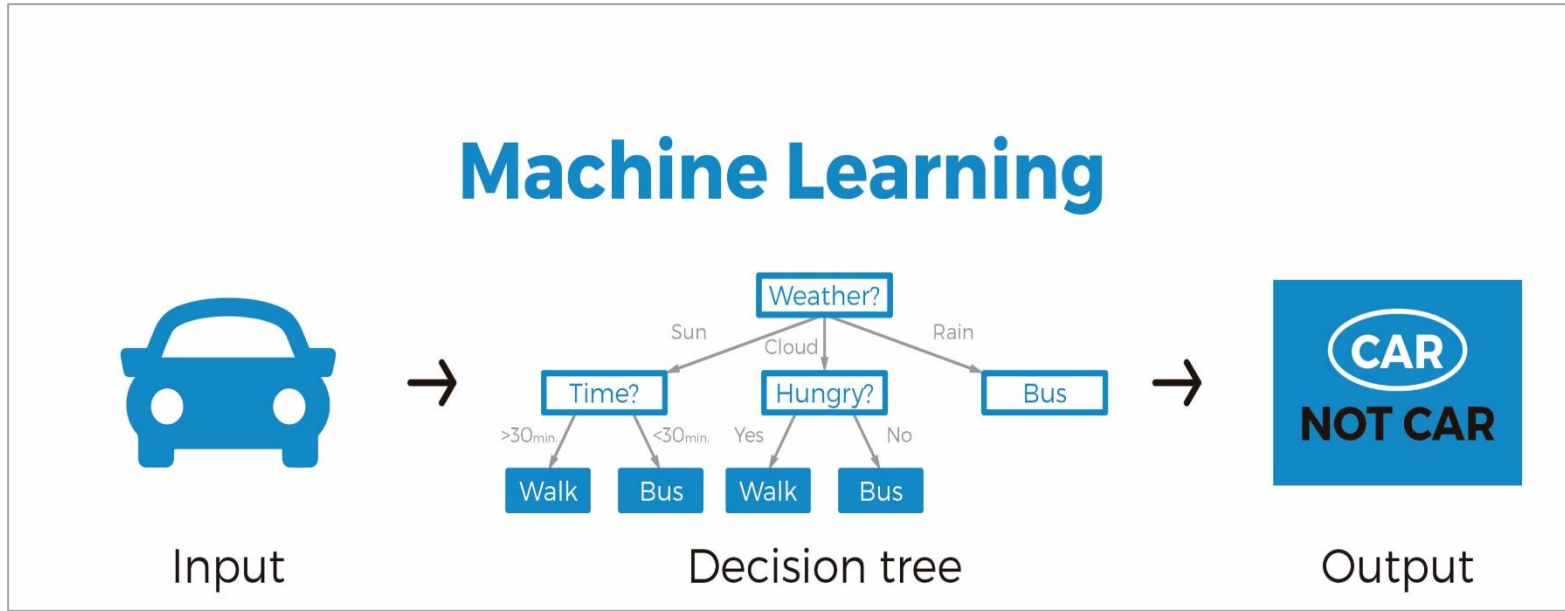 Machine Learning
Weather?
Sun
Cloud
Rain
Time?
Hungry?
Bus
>30min.
<30min.
Yes
No
Walk
Bus
Walk
Bus
CAR
NOT CAR
Input
Decision tree
Output